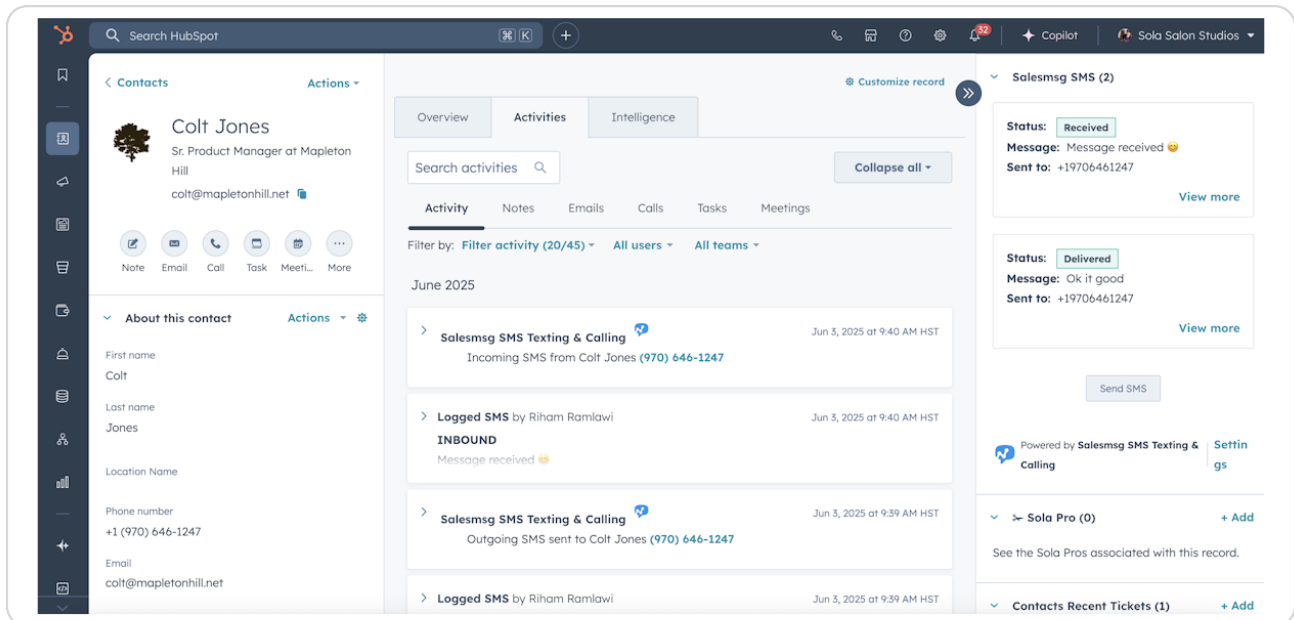 Search HubSpot
⌘ K
+
32
Copilot
Sola Salon Studios
Contacts
Actions
Colt Jones
Sr. Product Manager at Mapleton
Hill
colt@mapletonhill.net
Note Email Call Task Meeti... More
About this contact
Actions
First name
Colt
Last name
Jones
Location Name
Phone number
+1 (970) 646-1247
Email
colt@mapletonhill.net
Customize record
Overview Activities Intelligence
Search activities
Collapse all
Activity Notes Emails Calls Tasks Meetings
Filter by: Filter activity (20/45) All users All teams
June 2025
Salesmsg SMS Texting & Calling
Jun 3, 2025 at 9:40 AM HST
Incoming SMS from Colt Jones (970) 646-1247
Logged SMS by Riham Ramlawi
Jun 3, 2025 at 9:40 AM HST
INBOUND
Message received 😊
Salesmsg SMS Texting & Calling
Jun 3, 2025 at 9:39 AM HST
Outgoing SMS sent to Colt Jones (970) 646-1247
Logged SMS by Riham Ramlawi
Jun 3, 2025 at 9:39 AM HST
Salesmsg SMS (2)
Status: Received
Message: Message received 😊
Sent to: +19706461247
View more
Status: Delivered
Message: Ok it good
Sent to: +19706461247
View more
Send SMS
Powered by Salesmsg SMS Texting &
Calling
Settin
gs
Sola Pro (0)
+ Add
See the Sola Pros associated with this record.
Contacts Recent Tickets (1)
+ Add